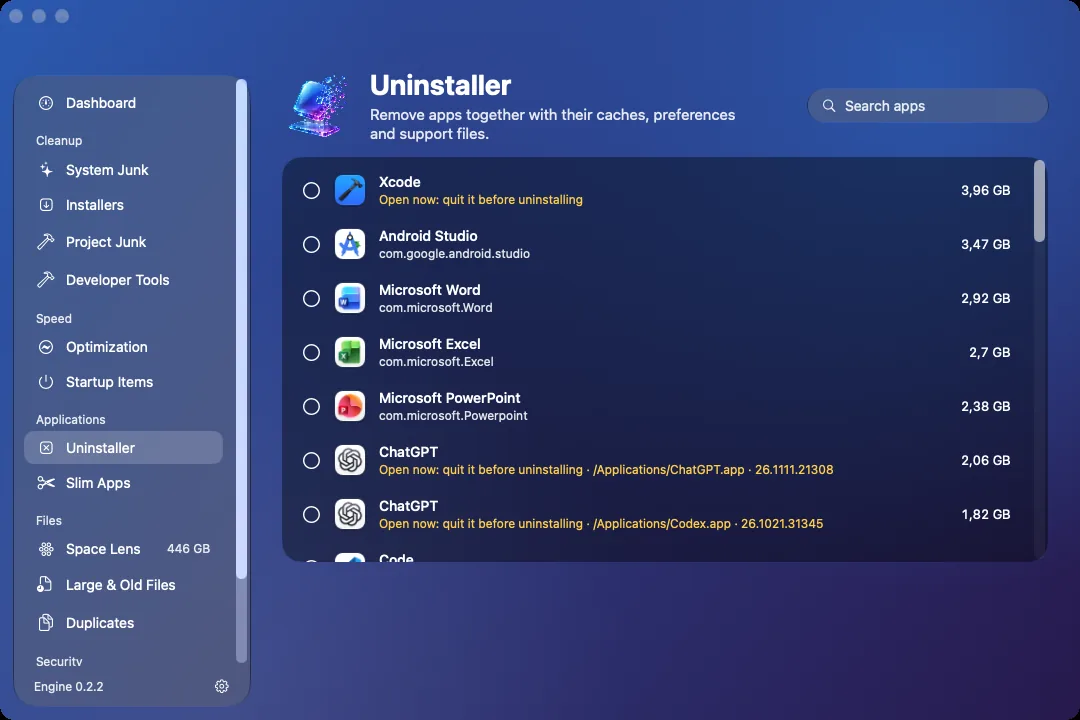 Dashboard
Cleanup
System Junk
Installers
Project Junk
Developer Tools
Speed
Optimization
Startup Items
Applications
Uninstaller
Slim Apps
Files
Space Lens 446 GB
Large & Old Files
Duplicates
Security
Engine 0.2.2
Uninstaller
Remove apps together with their caches, preferences
and support files.
Search apps
Xcode
Open now: quit it before uninstalling
3,96 GB
Android Studio
com.google.android.studio
3,47 GB
Microsoft Word
com.microsoft.Word
2,92 GB
Microsoft Excel
com.microsoft.Excel
2,7 GB
Microsoft PowerPoint
com.microsoft.Powerpoint
2,38 GB
ChatGPT
Open now: quit it before uninstalling · /Applications/ChatGPT.app · 26.1111.21308
2,06 GB
ChatGPT
Open now: quit it before uninstalling · /Applications/Codex.app · 26.1021.31345
1,82 GB
Code